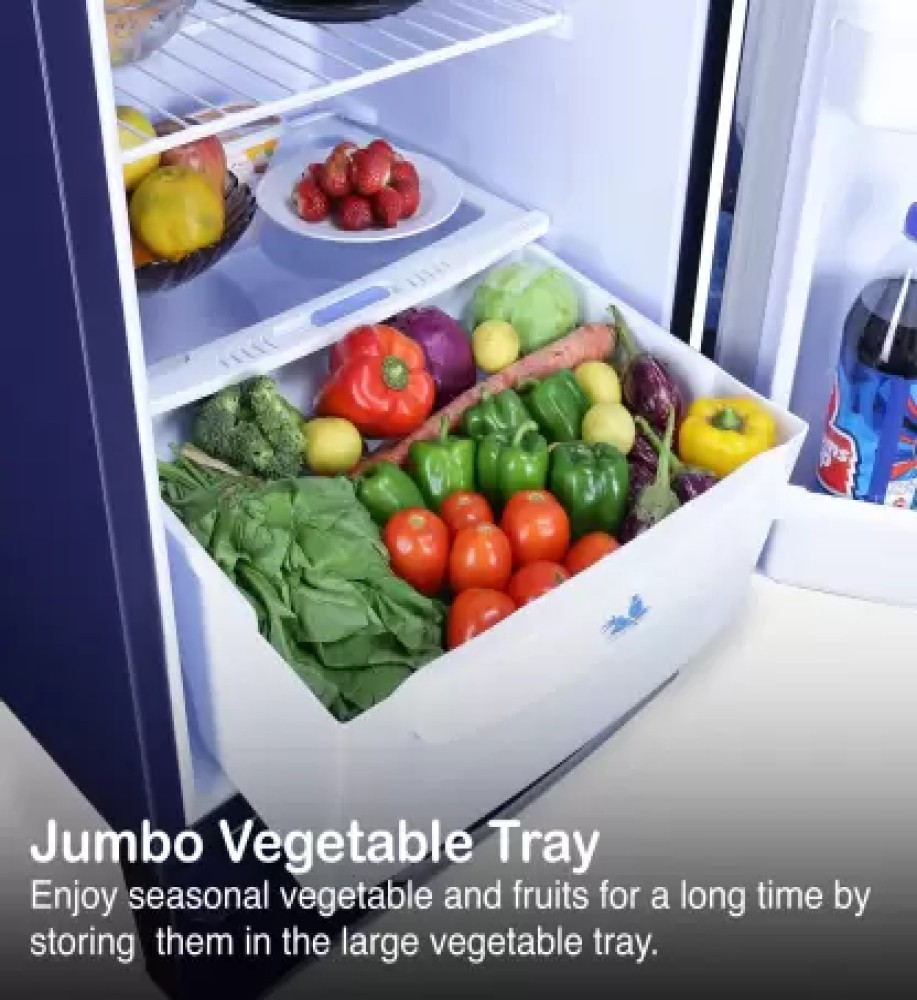 Jumbo Vegetable Tray
Enjoy seasonal vegetable and fruits for a long time by
storing  them in the large vegetable tray.